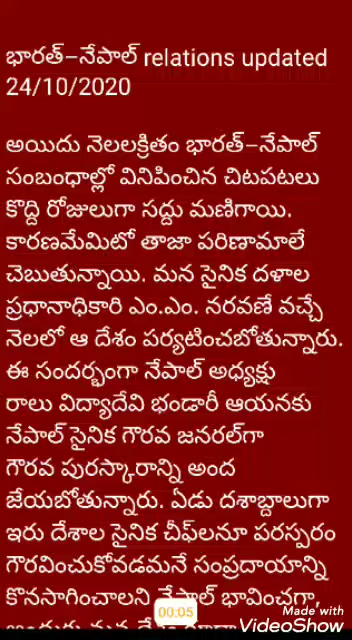 భారత్–నేపాల్ relations updated
24/10/2020
అయిదు నెలలక్రితం భారత్–నేపాల్
సంబంధాల్లో వినిపించిన చిటపటలు
కొద్ది రోజులుగా సద్దు మణిగాయి.
కారణమేమిటో తాజా పరిణామాలే
చెబుతున్నాయి. మన సైనిక దళాల
ప్రధానాధికారి ఎం.ఎం. నరవణే వచ్చే
నెలలో ఆ దేశం పర్యటించబోతున్నారు.
ఈ సందర్భంగా నేపాల్ అధ్యక్షు
రాలు విద్యాదేవి భండారీ ఆయనకు
నేపాల్ సైనిక గౌరవ జనరల్‌గా
గౌరవ పురస్కారాన్ని అంద
జేయబోతున్నారు. ఏడు దశాబ్దాలుగా
ఇరు దేశాల సైనిక చీఫ్‌లనూ పరస్పరం
గౌరవించుకోవడమనే సంప్రదాయాన్ని
కొనసాగించాలని నేపాల్ భావించగా,
00:05
Made with
VideoShow